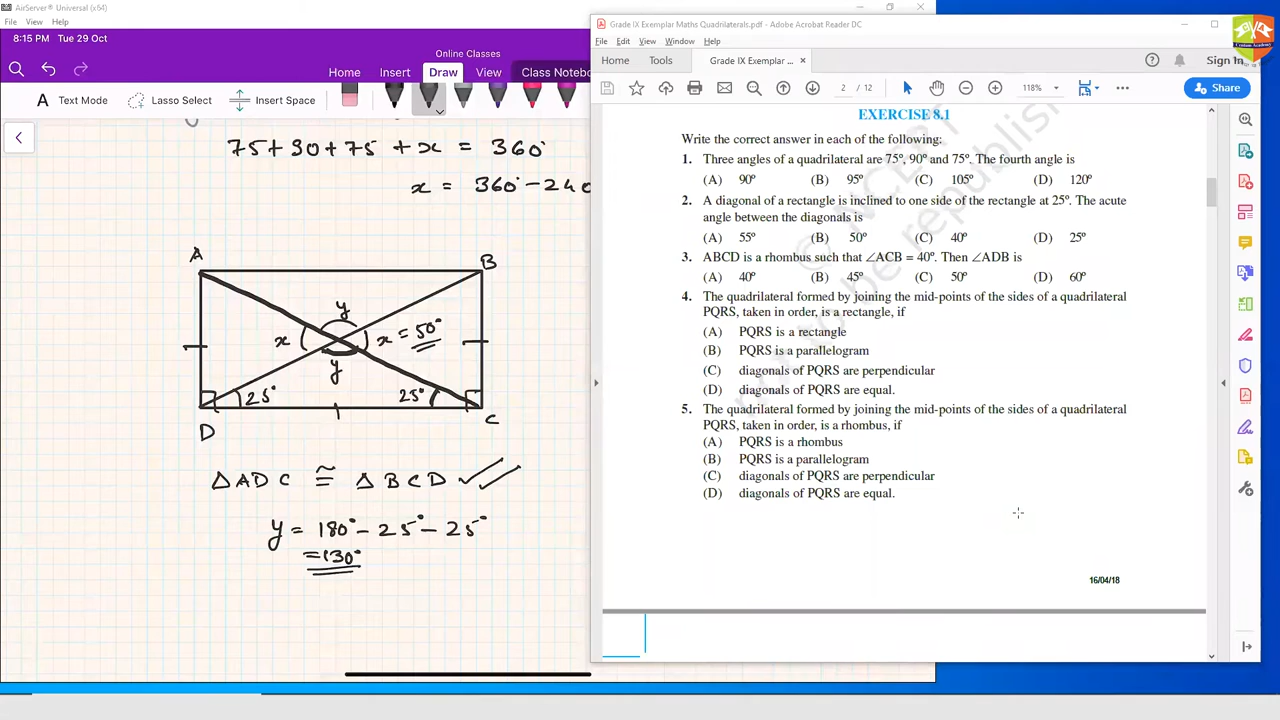 AirServer Universal (x64)
File View Help
8:15 PM Tue 29 Oct
Online Classes
Home Insert Draw View Class Notebo
Text Mode Lasso Select Insert Space
75+30+75 + x = 360°
x = 360° - 240
A
B
y
x
x = 50°
y
25°
25°
D
C
Δ ADC ≅ Δ BCD
y = 180° - 25° - 25°
= 130°
Grade IX Exemplar Maths Quadrilaterals.pdf - Adobe Acrobat Reader DC
File Edit View Window Help
Home Tools Grade IX Exemplar ... ×
Sign In
2 / 12
118%
Share
EXERCISE 8.1
Write the correct answer in each of the following:
1. Three angles of a quadrilateral are 75º, 90º and 75º. The fourth angle is
(A) 90º (B) 95º (C) 105º (D) 120º
2. A diagonal of a rectangle is inclined to one side of the rectangle at 25º. The acute
angle between the diagonals is
(A) 55º (B) 50º (C) 40º (D) 25º
3. ABCD is a rhombus such that ∠ACB = 40º. Then ∠ADB is
(A) 40º (B) 45º (C) 50º (D) 60º
4. The quadrilateral formed by joining the mid-points of the sides of a quadrilateral
PQRS, taken in order, is a rectangle, if
(A) PQRS is a rectangle
(B) PQRS is a parallelogram
(C) diagonals of PQRS are perpendicular
(D) diagonals of PQRS are equal.
5. The quadrilateral formed by joining the mid-points of the sides of a quadrilateral
PQRS, taken in order, is a rhombus, if
(A) PQRS is a rhombus
(B) PQRS is a parallelogram
(C) diagonals of PQRS are perpendicular
(D) diagonals of PQRS are equal.
16/04/18